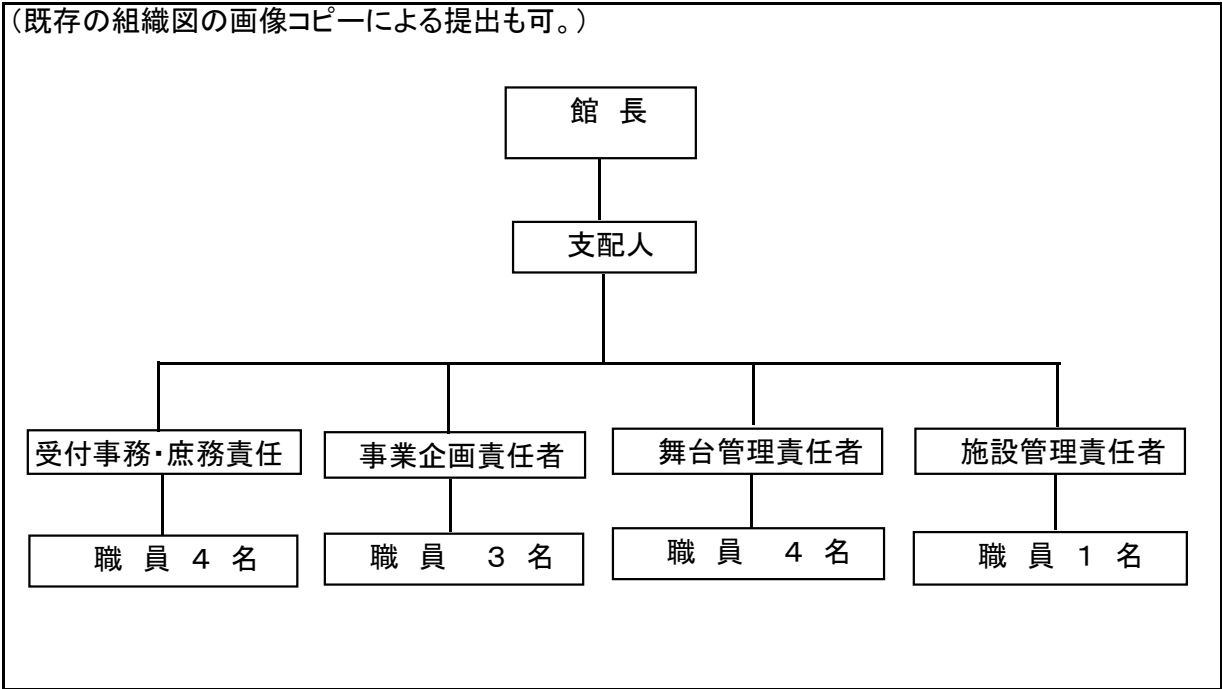 (既存の組織図の画像コピーによる提出も可。)
館 長
支配人
受付事務・庶務責任
事業企画責任者
舞台管理責任者
施設管理責任者
職 員 4 名
職 員 3 名
職 員 4 名
職 員 1 名